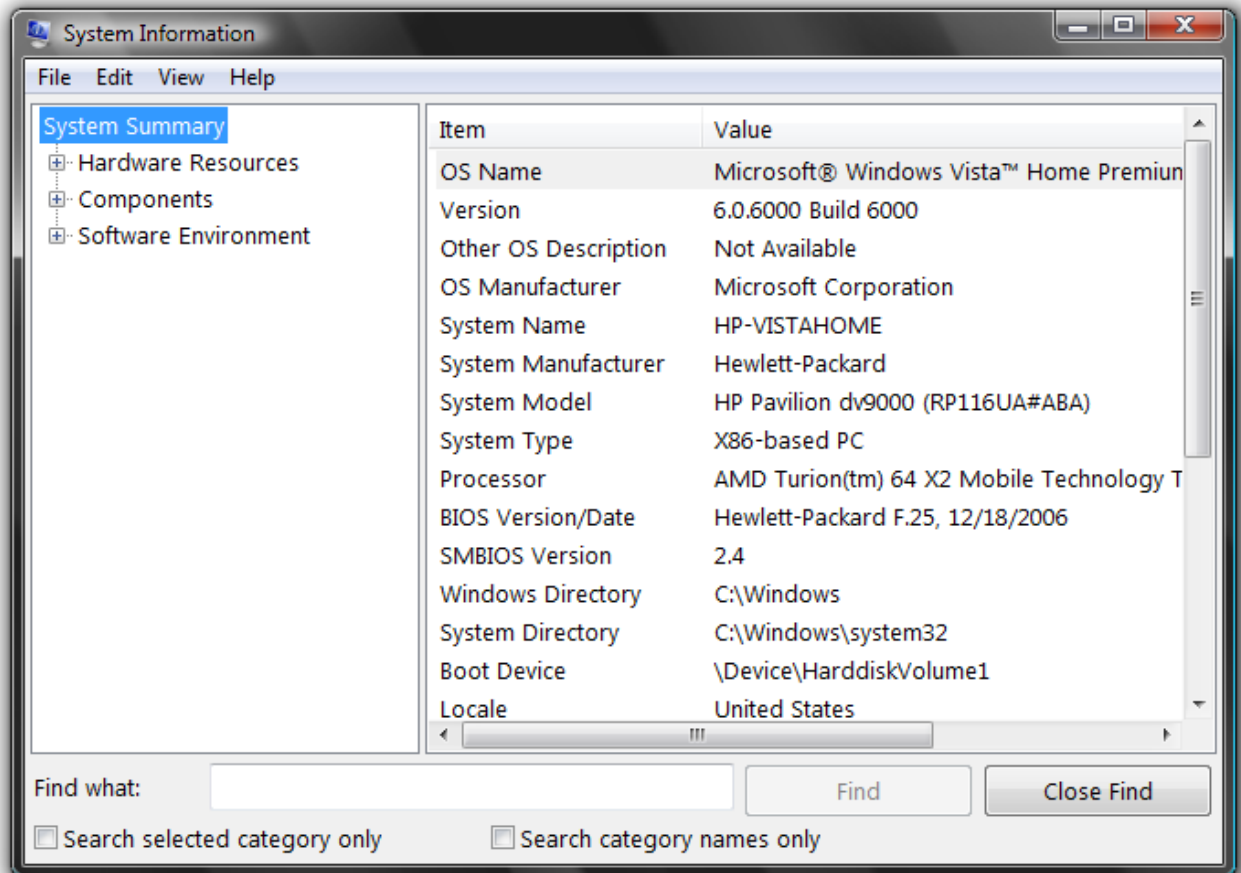 System Information
File Edit View Help
System Summary
Hardware Resources
Components
Software Environment
Item Value
OS Name Microsoft® Windows Vista™ Home Premiun
Version 6.0.6000 Build 6000
Other OS Description Not Available
OS Manufacturer Microsoft Corporation
System Name HP-VISTAHOME
System Manufacturer Hewlett-Packard
System Model HP Pavilion dv9000 (RP116UA#ABA)
System Type X86-based PC
Processor AMD Turion(tm) 64 X2 Mobile Technology T
BIOS Version/Date Hewlett-Packard F.25, 12/18/2006
SMBIOS Version 2.4
Windows Directory C:\Windows
System Directory C:\Windows\system32
Boot Device \Device\HarddiskVolume1
Locale United States
Find what: Find Close Find
Search selected category only Search category names only